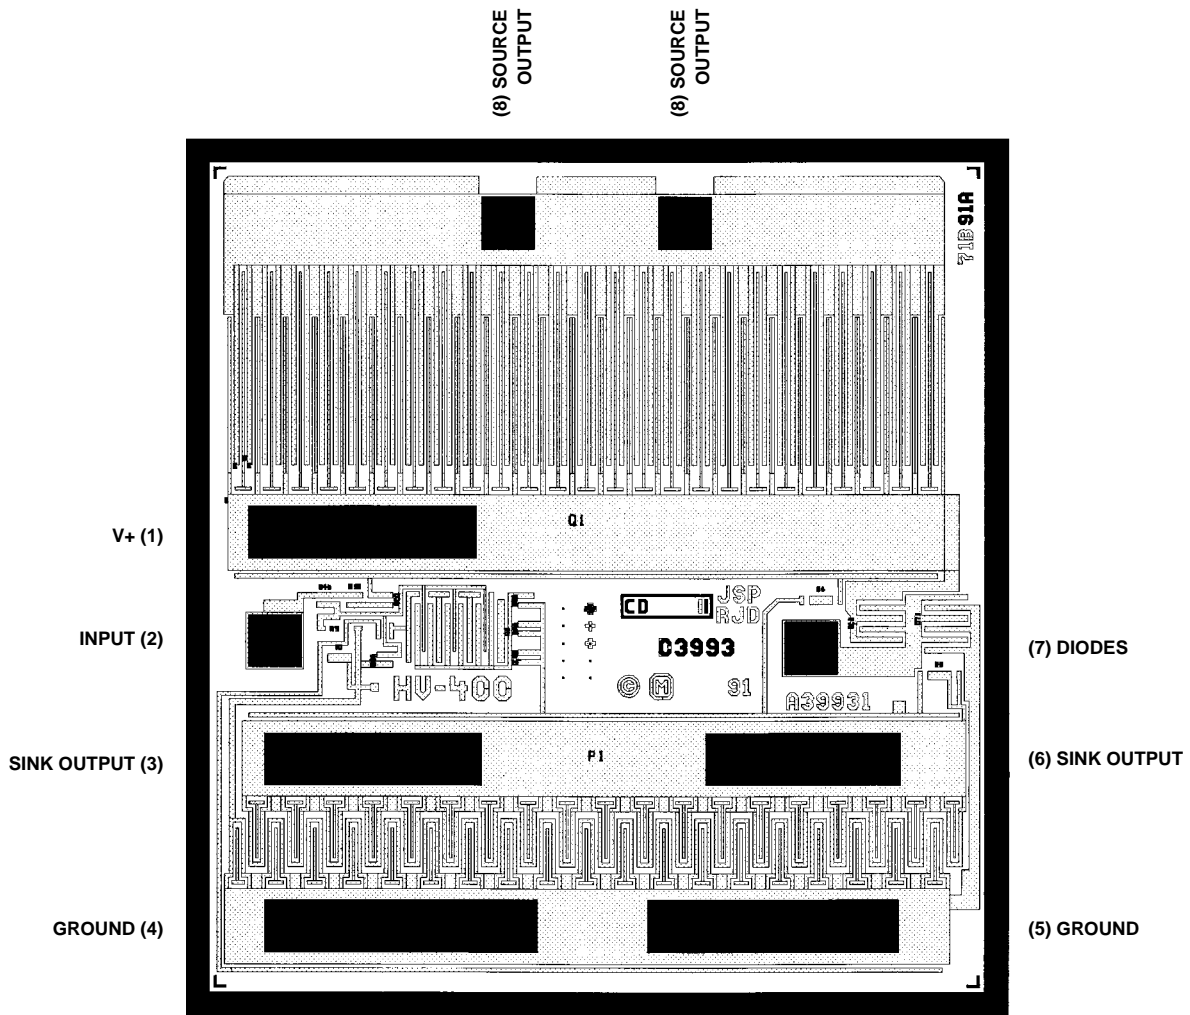 (8) SOURCE
OUTPUT
(8) SOURCE
OUTPUT
71B91A
V+ (1)
Q1
INPUT (2)
CD
JSP
RJD
D3993
(7) DIODES
HV-400
© M
91
A39931
SINK OUTPUT (3)
P1
(6) SINK OUTPUT
GROUND (4)
(5) GROUND